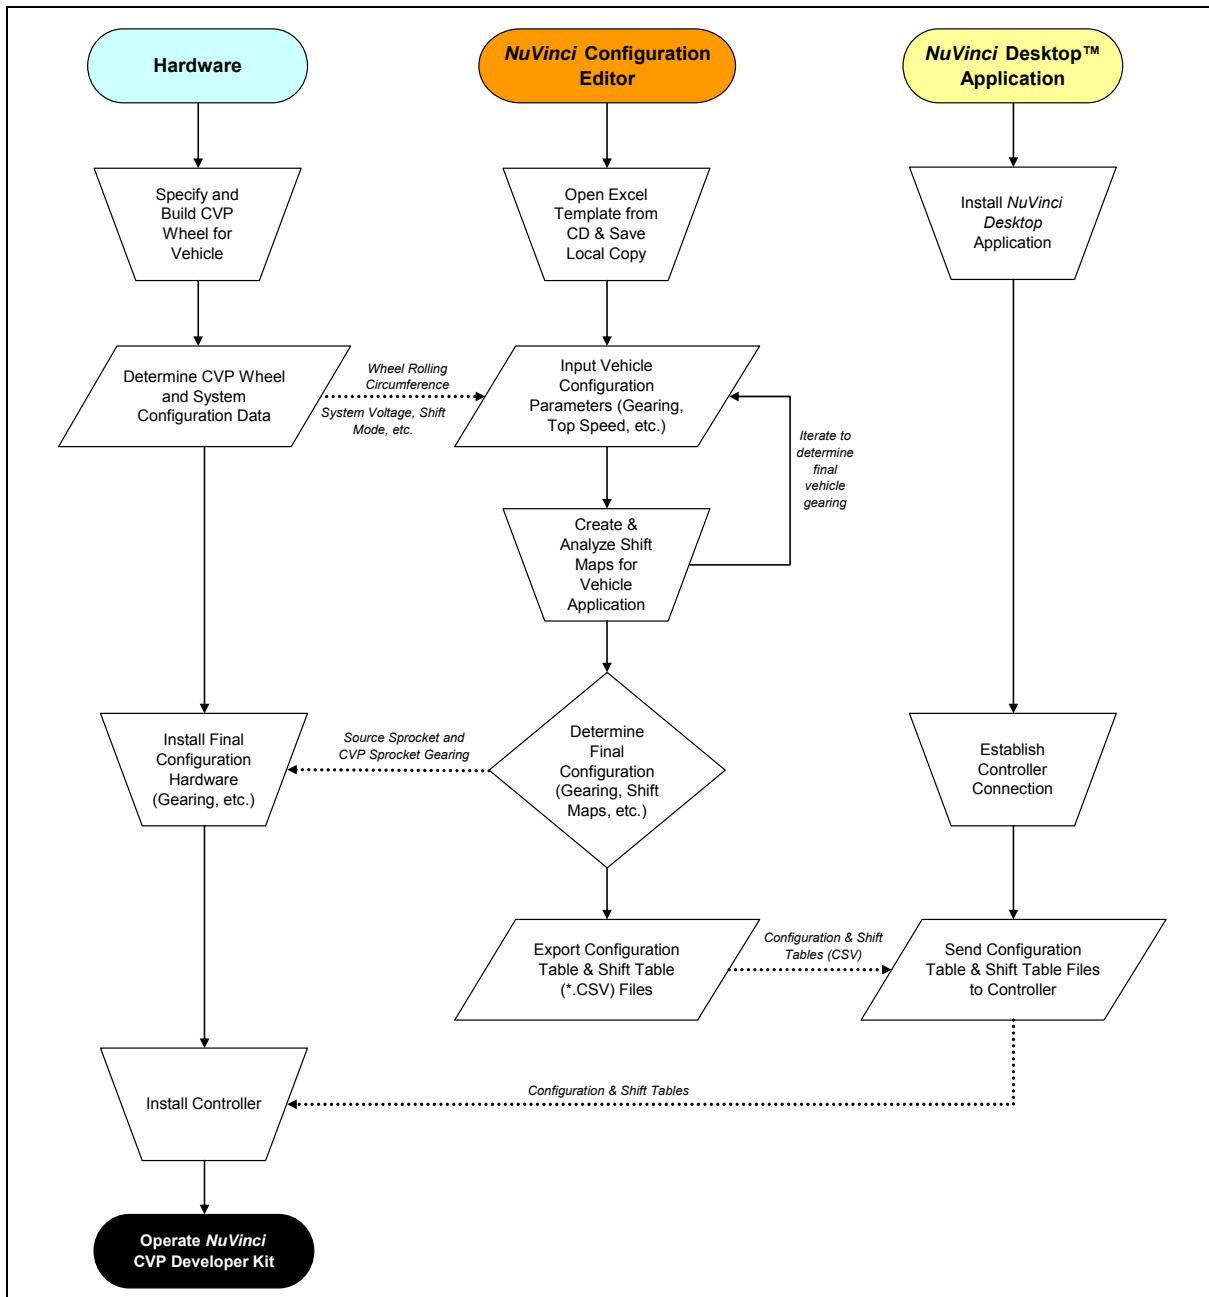 Hardware
NuVinci Configuration
Editor
NuVinci Desktop™
Application
Specify and
Build CVP
Wheel for
Vehicle
Open Excel
Template from
CD & Save
Local Copy
Install NuVinci
Desktop
Application
Determine CVP Wheel
and System
Configuration Data
Wheel Rolling
Circumference
System Voltage, Shift
Mode, etc.
Input Vehicle
Configuration
Parameters (Gearing,
Top Speed, etc.)
Iterate to
determine
final
vehicle
gearing
Create &
Analyze Shift
Maps for
Vehicle
Application
Install Final
Configuration
Hardware
(Gearing, etc.)
Source Sprocket and
CVP Sprocket Gearing
Determine
Final
Configuration
(Gearing, Shift
Maps, etc.)
Establish
Controller
Connection
Export Configuration
Table & Shift Table
(*.CSV) Files
Configuration & Shift
Tables (CSV)
Send Configuration
Table & Shift Table Files
to Controller
Install Controller
Configuration & Shift Tables
Operate NuVinci
CVP Developer Kit